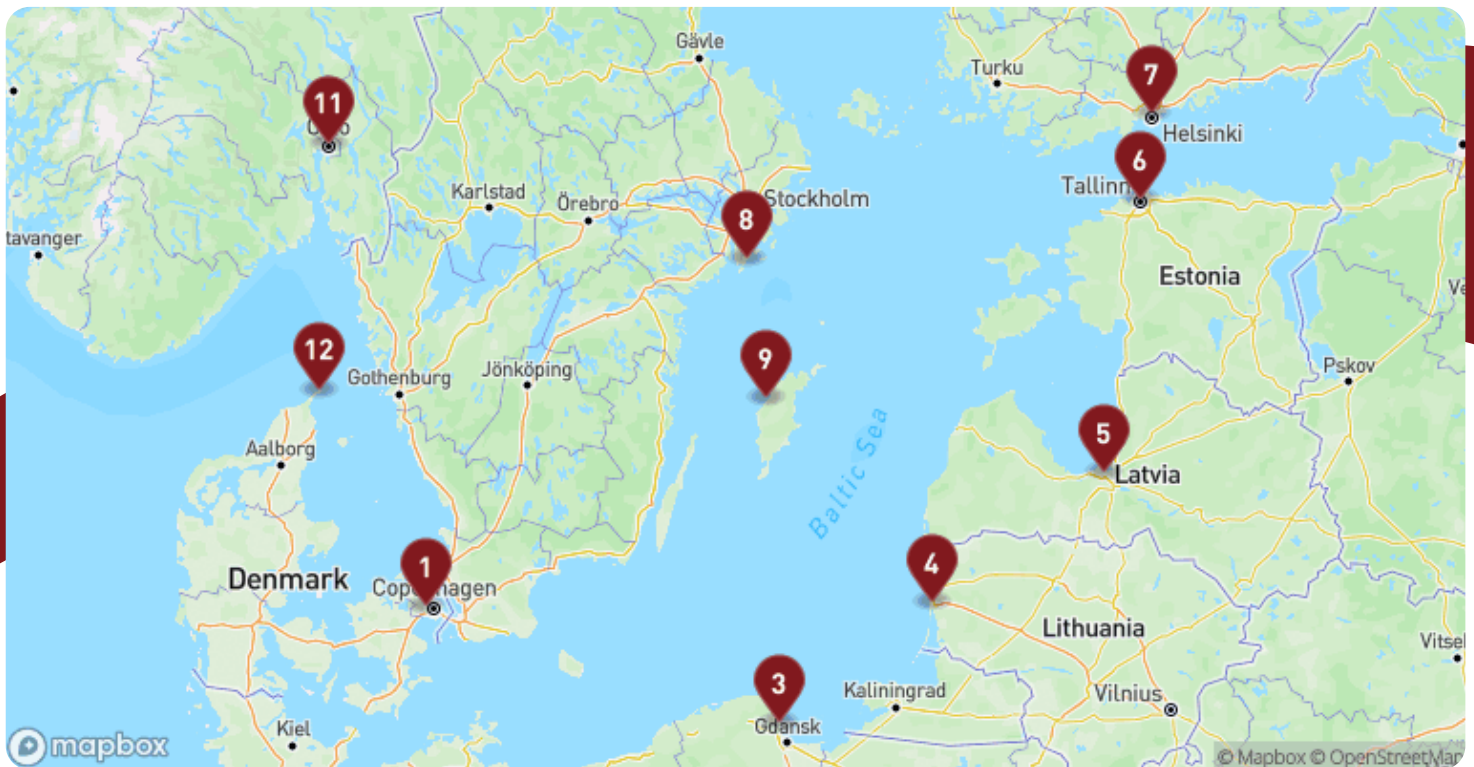 Gävle
Turku
7
11
Helsinki
6
Tallinn
Karlstad
Örebro
Stockholm
8
tavanger
Estonia
12
9
Pskov
Gothenburg
Jönköping
5
Aalborg
Latvia
Baltic Sea
4
1
Denmark
Lithuania
3
Kaliningrad
Vilnius
Gdansk
Kiel
mapbox
© Mapbox © OpenStreetMap